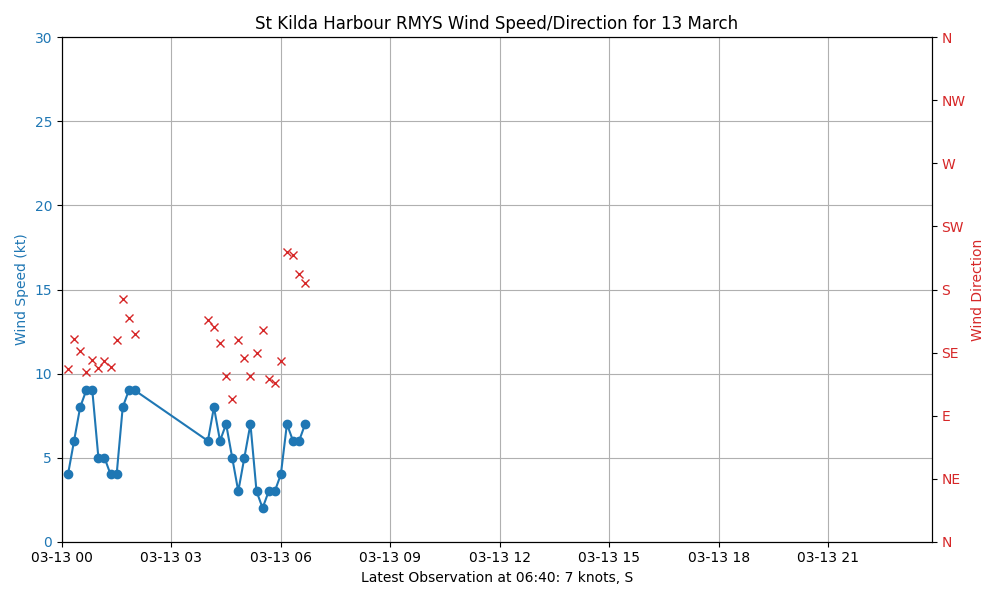 St Kilda Harbour RMYS Wind Speed/Direction for 13 March
30
25
20
15
10
5
0
Wind Speed (kt)
N
NW
W
SW
S
SE
E
NE
N
Wind Direction
03-13 00
03-13 03
03-13 06
03-13 09
03-13 12
03-13 15
03-13 18
03-13 21
Latest Observation at 06:40: 7 knots, S